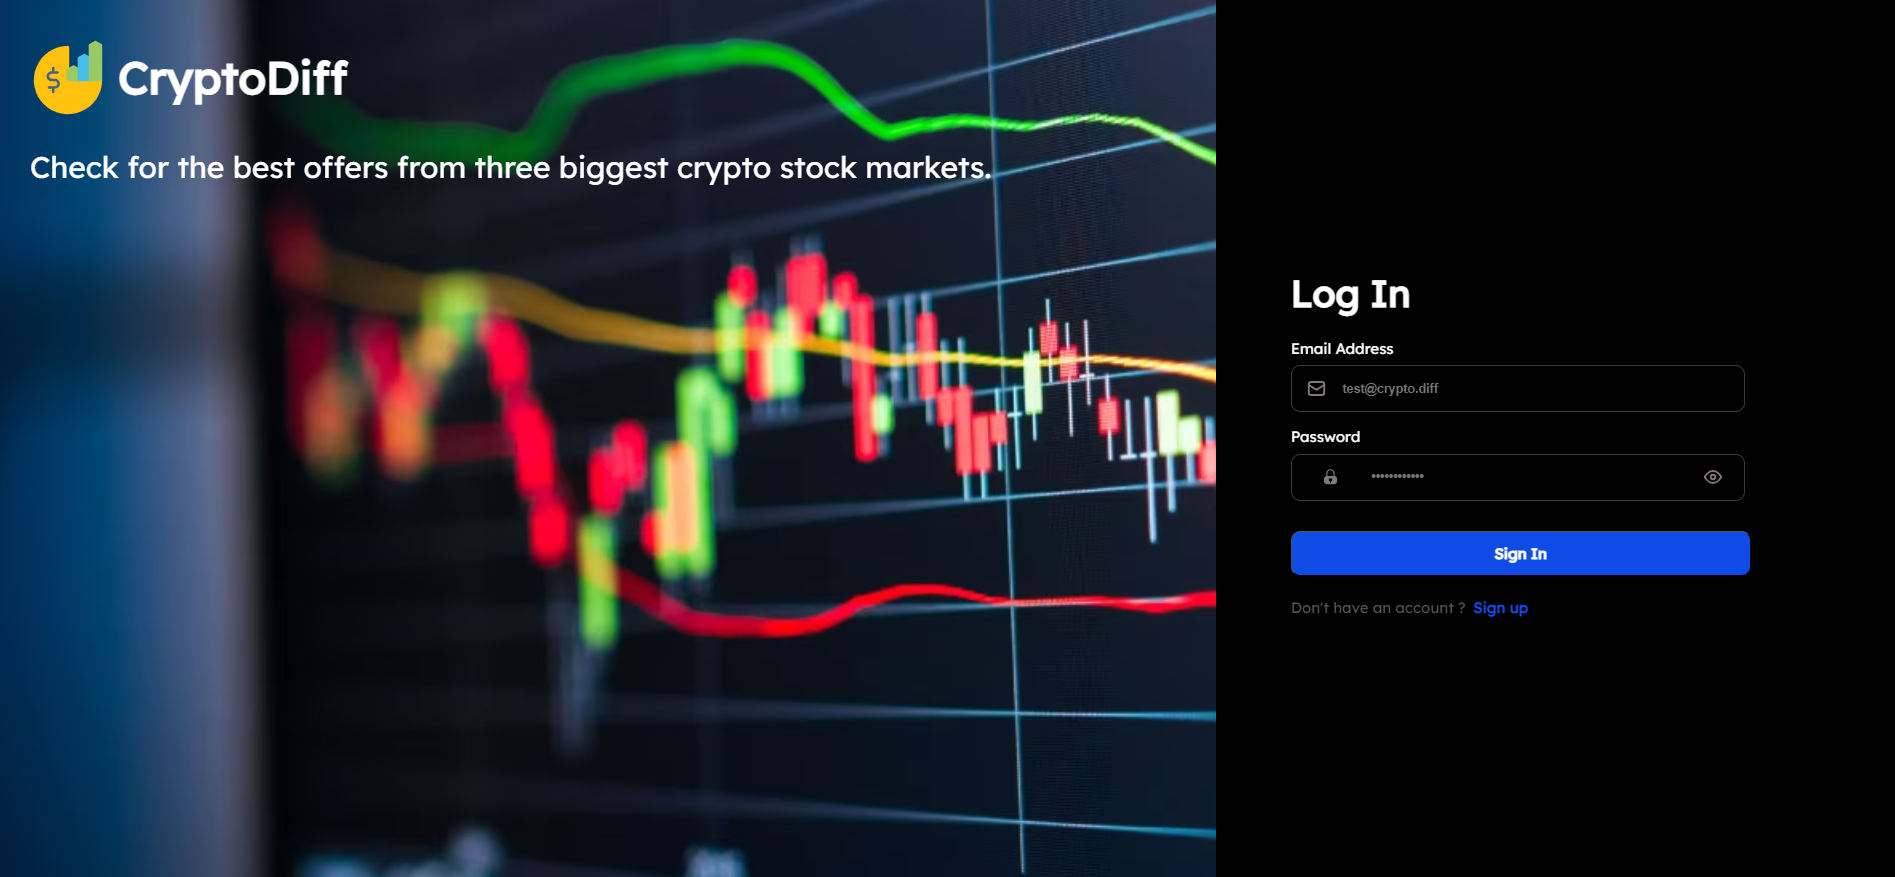 CryptoDiff
Check for the best offers from three biggest crypto stock markets.
Log In
Email Address
test@crypto.diff
Password
••••••••••••
Sign In
Don't have an account ? Sign up